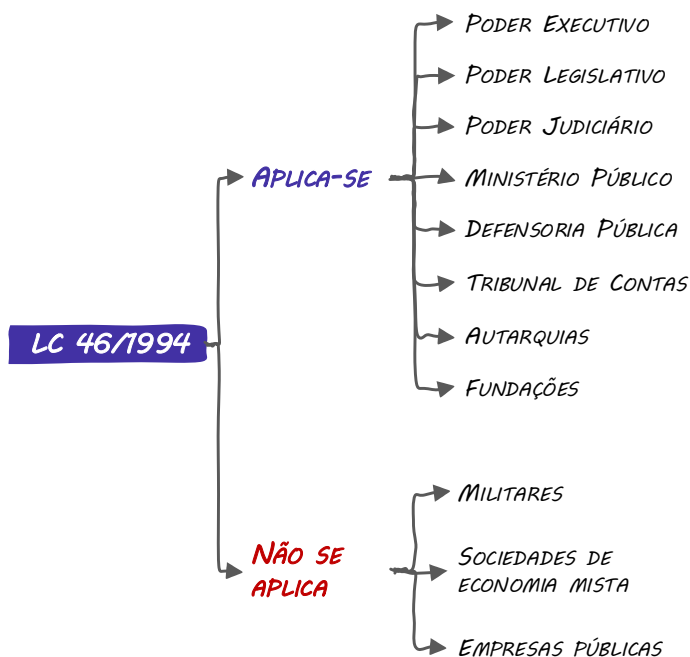 LC 46/1994
APLICA-SE
PODER EXECUTIVO
PODER LEGISLATIVO
PODER JUDICIÁRIO
MINISTÉRIO PÚBLICO
DEFENSORIA PÚBLICA
TRIBUNAL DE CONTAS
AUTARQUIAS
FUNDAÇÕES
NÃO SE
APLICA
MILITARES
SOCIEDADES DE
ECONOMIA MISTA
EMPRESAS PÚBLICAS